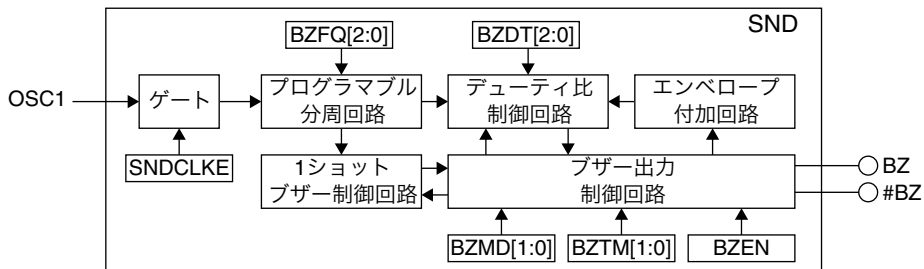 SND
BZFQ[2:0]
BZDT[2:0]
OSC1
ゲート
プログラマブル
分周回路
デューティ比
制御回路
エンベロープ
付加回路
SNDCLKE
1ショット
ブザー制御回路
ブザー出力
制御回路
BZ
#BZ
BZMD[1:0]
BZTM[1:0]
BZEN